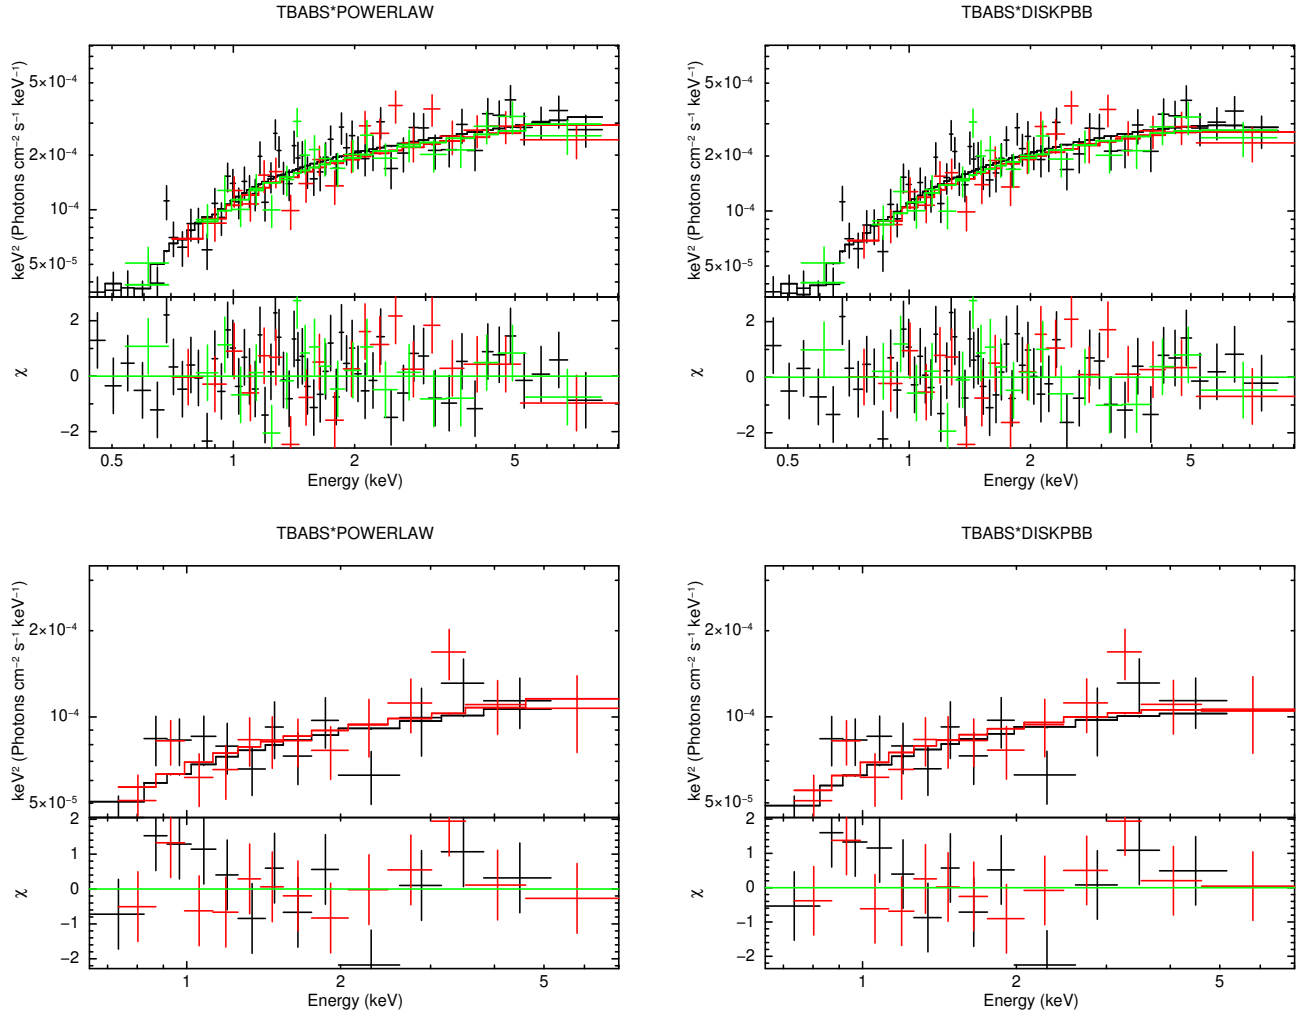 TBABS*POWERLAW
keV² (Photons cm⁻² s⁻¹ keV⁻¹)
5×10⁻⁴
2×10⁻⁴
10⁻⁴
5×10⁻⁵
χ
2
0
−2
0.5 1 2 5
Energy (keV)
TBABS*DISKPBB
keV² (Photons cm⁻² s⁻¹ keV⁻¹)
5×10⁻⁴
2×10⁻⁴
10⁻⁴
5×10⁻⁵
χ
2
0
−2
0.5 1 2 5
Energy (keV)
TBABS*POWERLAW
keV² (Photons cm⁻² s⁻¹ keV⁻¹)
2×10⁻⁴
10⁻⁴
5×10⁻⁵
χ
2
1
0
−1
−2
1 2 5
Energy (keV)
TBABS*DISKPBB
keV² (Photons cm⁻² s⁻¹ keV⁻¹)
2×10⁻⁴
10⁻⁴
5×10⁻⁵
χ
2
1
0
−1
−2
1 2 5
Energy (keV)